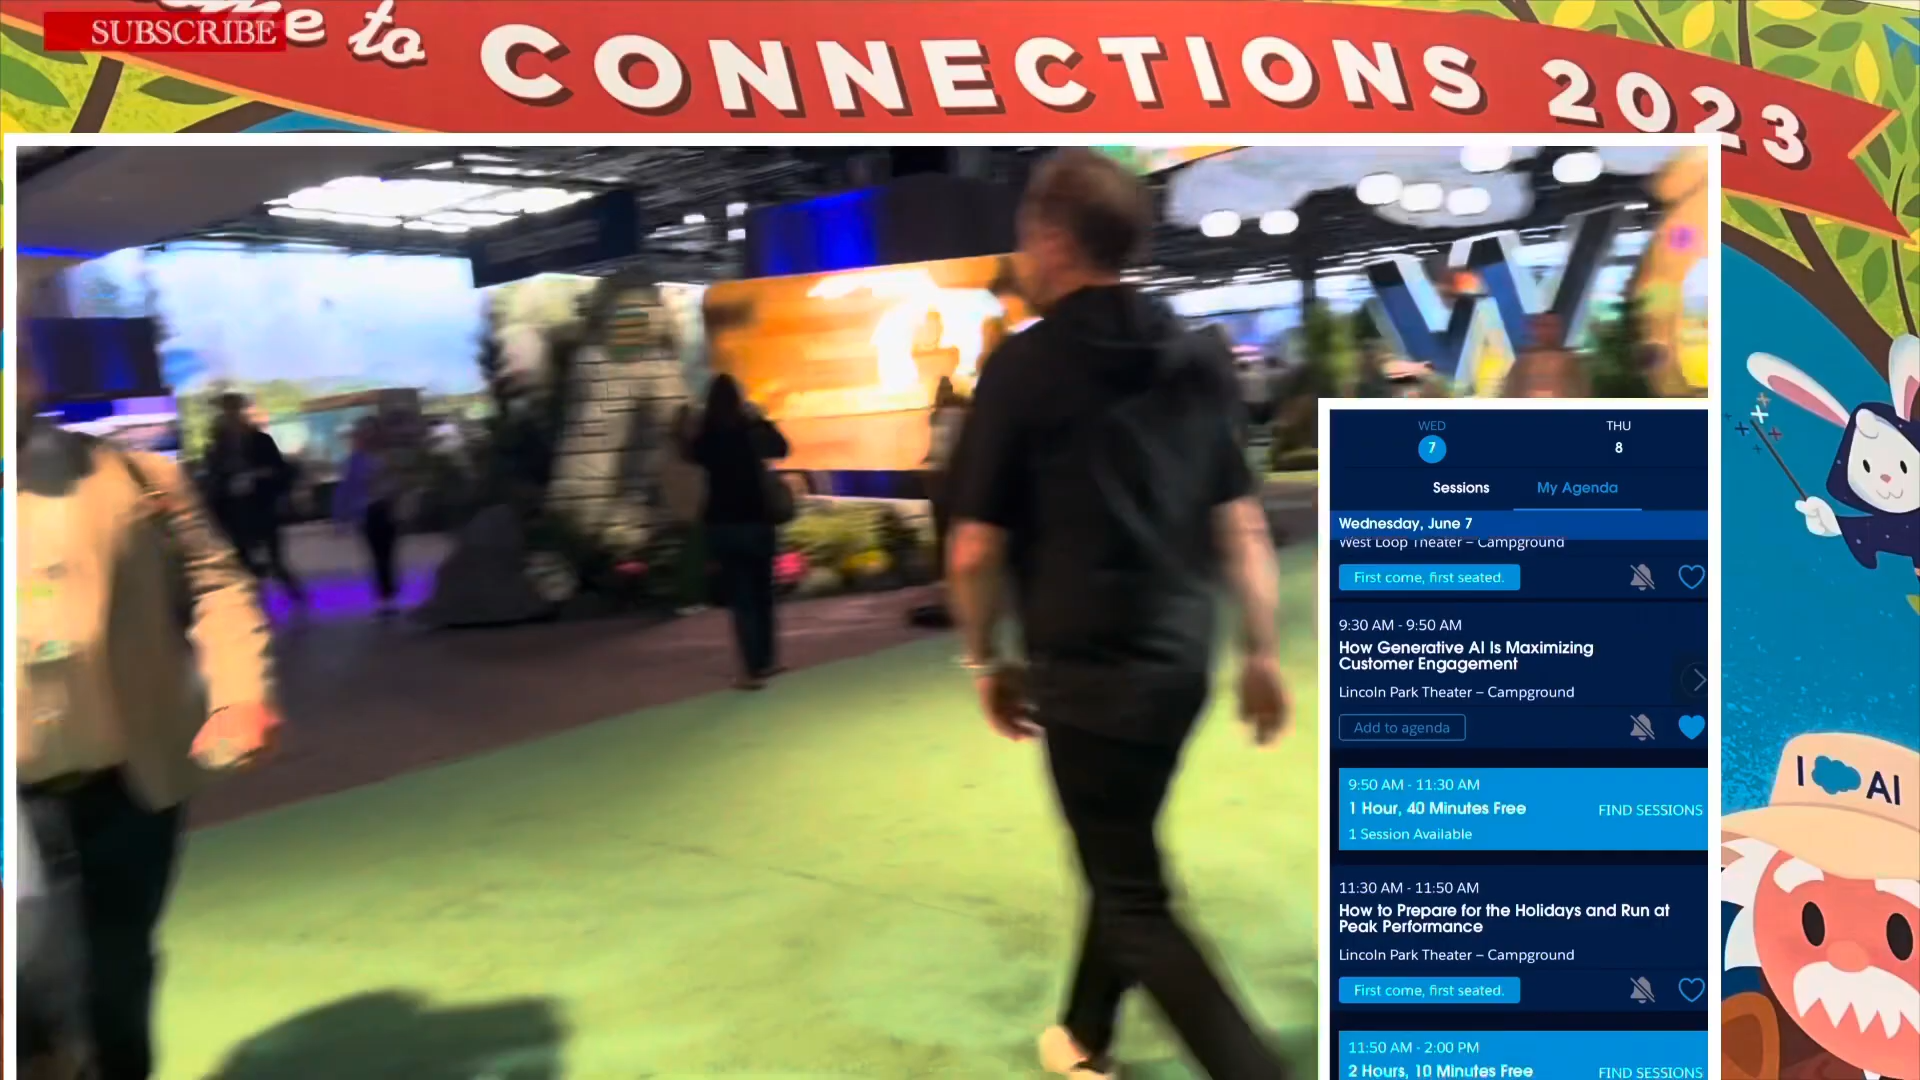 SUBSCRIBE
e to CONNECTIONS 2023
W
WED
THU
7
8
Sessions
My Agenda
Wednesday, June 7
West Loop Theater – Campground
First come, first seated.
9:30 AM - 9:50 AM
How Generative AI Is Maximizing
Customer Engagement
Lincoln Park Theater – Campground
Add to agenda
9:50 AM - 11:30 AM
1 Hour, 40 Minutes Free
FIND SESSIONS
1 Session Available
11:30 AM - 11:50 AM
How to Prepare for the Holidays and Run at
Peak Performance
Lincoln Park Theater – Campground
First come, first seated.
11:50 AM - 2:00 PM
2 Hours, 10 Minutes Free
FIND SESSIONS
I AI